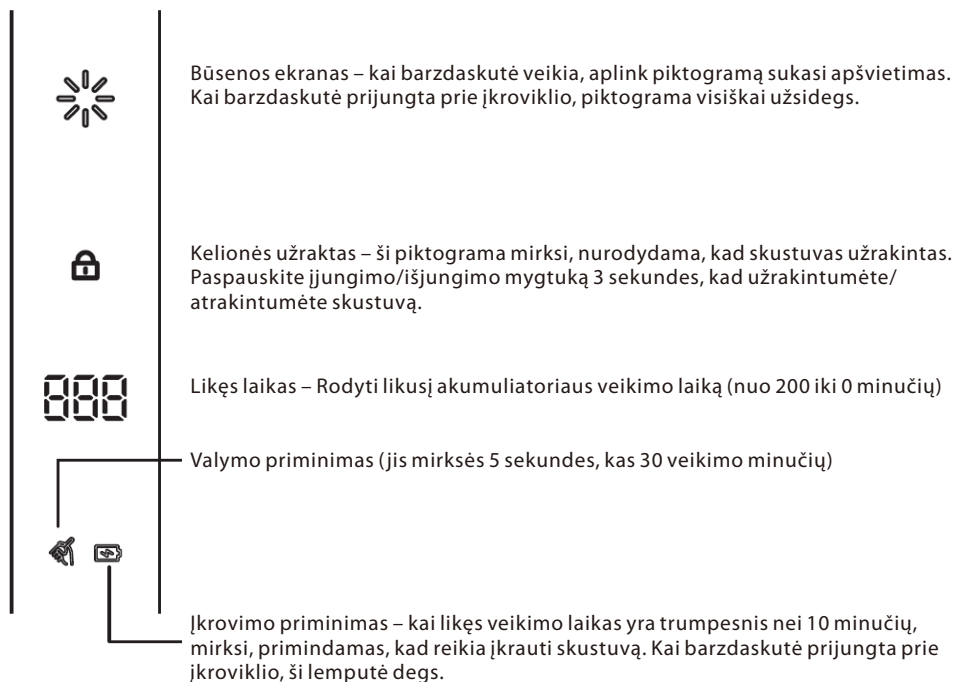 Būsenos ekranas – kai barzdaskutė veikia, aplink piktogramą sukasi apšvietimas.
Kai barzdaskutė prijungta prie įkroviklio, piktograma visiškai užsidegs.
Kelionės užraktas – ši piktograma mirksi, nurodydama, kad skustuvas užrakintas.
Paspauskite įjungimo/išjungimo mygtuką 3 sekundes, kad užrakintumėte/
atrakintumėte skustuvą.
888
Likęs laikas – Rodyti likusį akumuliatoriaus veikimo laiką (nuo 200 iki 0 minučių)
Valymo priminimas (jis mirksės 5 sekundes, kas 30 veikimo minučių)
Įkrovimo priminimas – kai likęs veikimo laikas yra trumpesnis nei 10 minučių,
mirksi, primindamas, kad reikia įkrauti skustuvą. Kai barzdaskutė prijungta prie
įkroviklio, ši lemputė degs.